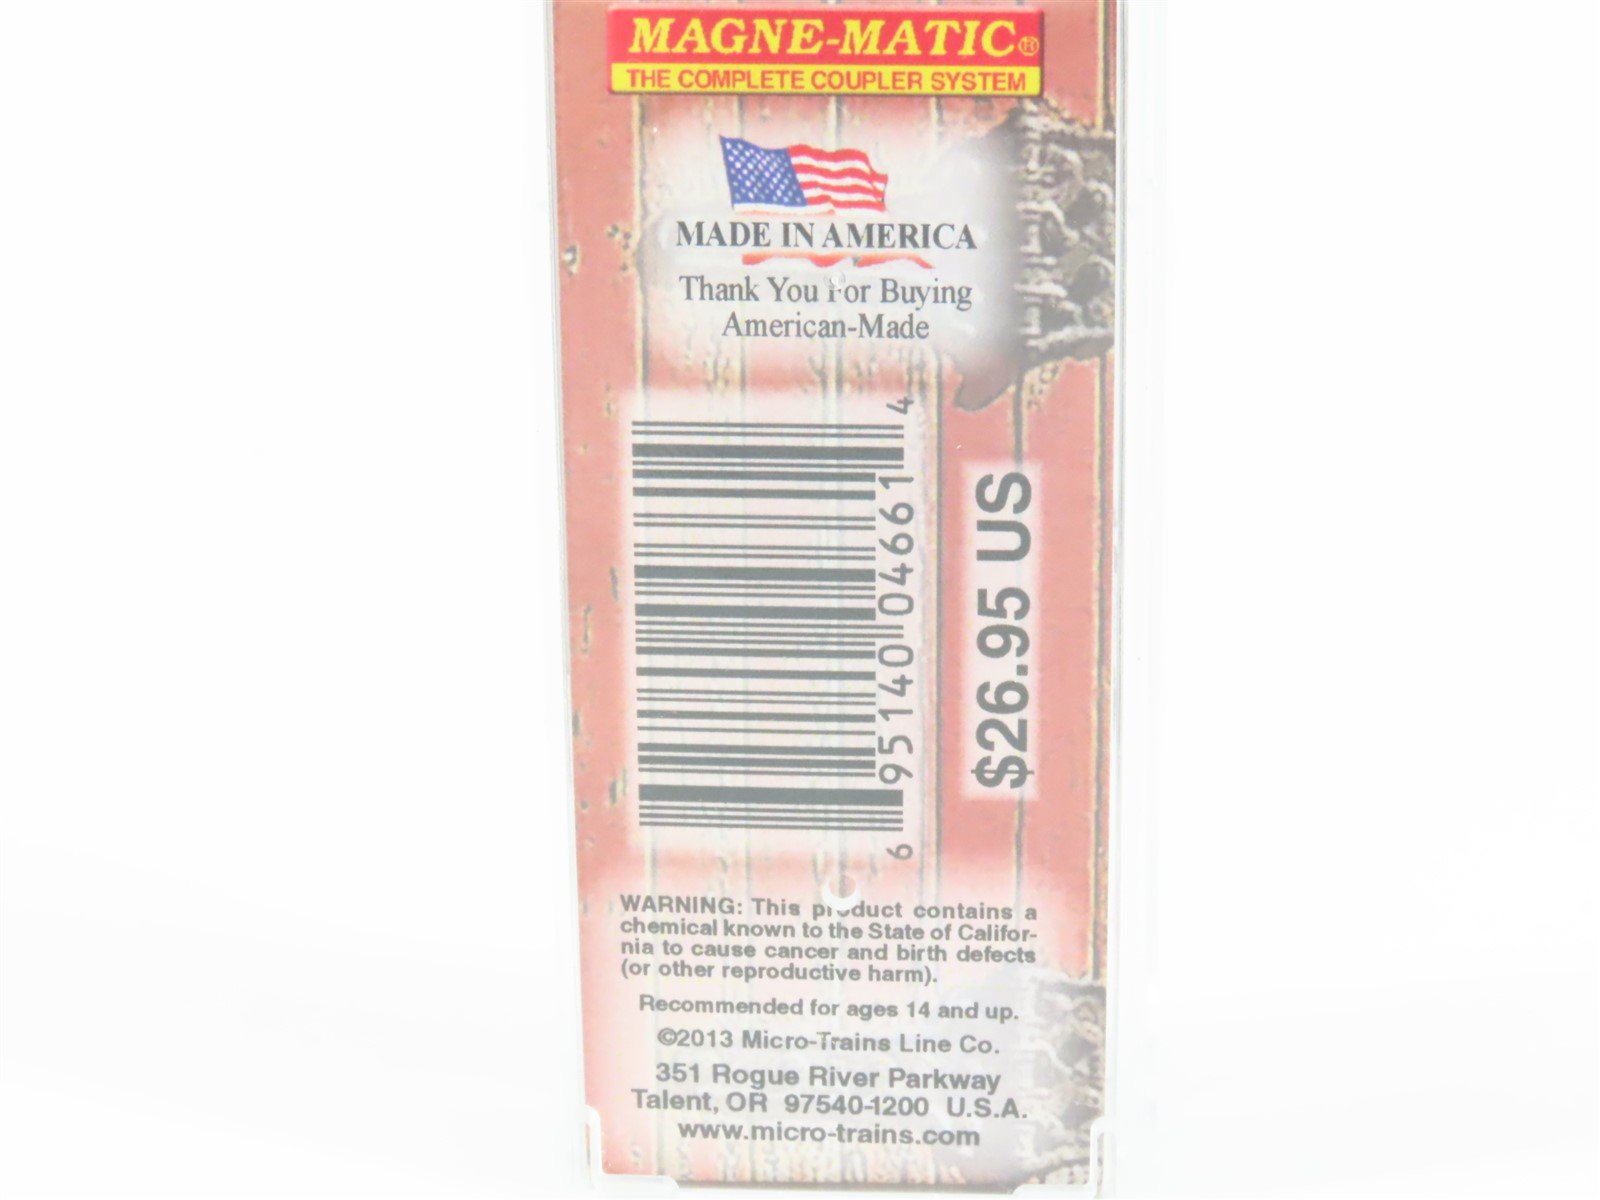 MAGNE-MATIC®
THE COMPLETE COUPLER SYSTEM
MADE IN AMERICA
Thank You For Buying
American-Made
6 95140 04661 4
$26.95 US
WARNING: This product contains a
chemical known to the State of Califor-
nia to cause cancer and birth defects
(or other reproductive harm).
Recommended for ages 14 and up.
©2013 Micro-Trains Line Co.
351 Rogue River Parkway
Talent, OR 97540-1200 U.S.A.
www.micro-trains.com